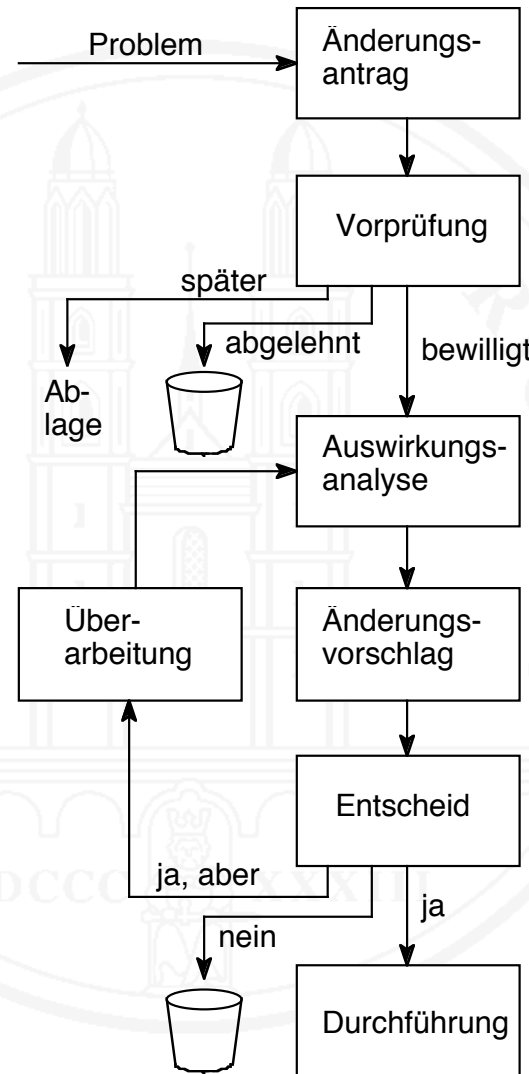 Problem
Änderungs-
antrag
Vorprüfung
später
abgelehnt
bewilligt
Ab-
lage
Auswirkungs-
analyse
Über-
arbeitung
Änderungs-
vorschlag
Entscheid
ja, aber
ja
nein
Durchführung